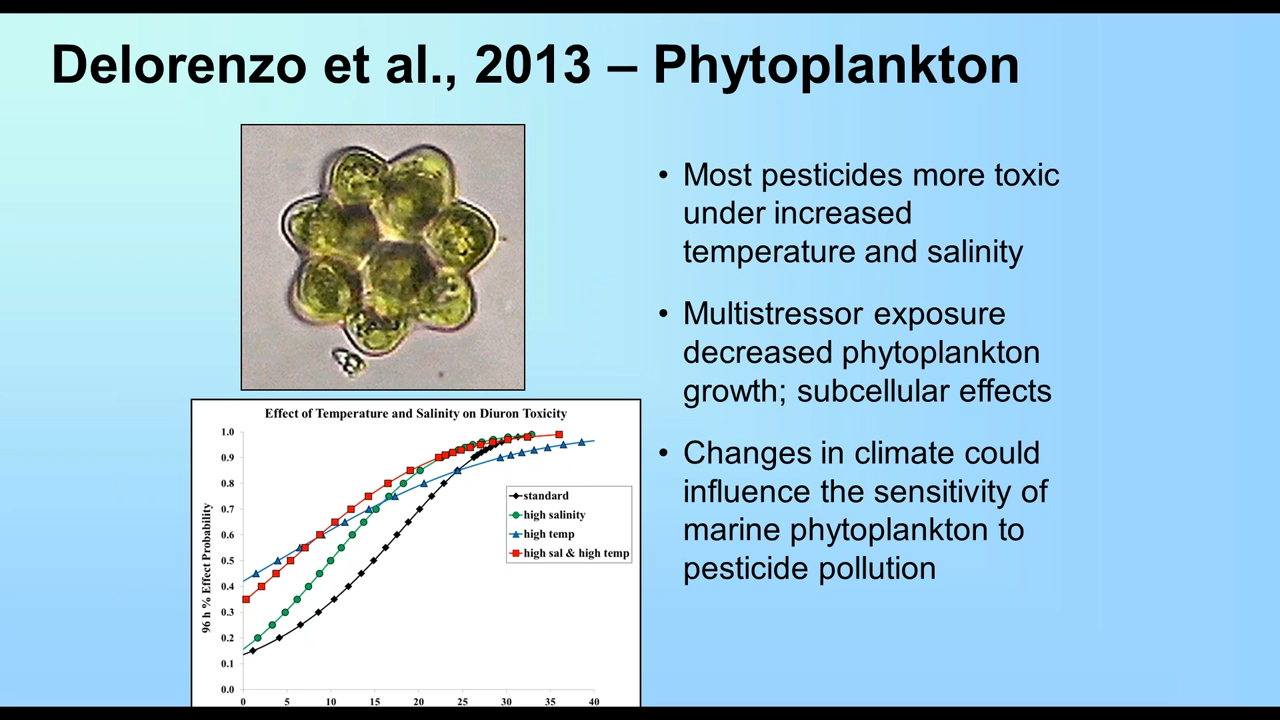 Delorenzo et al., 2013 – Phytoplankton
• Most pesticides more toxic
under increased
temperature and salinity
• Multistressor exposure
decreased phytoplankton
growth; subcellular effects
• Changes in climate could
influence the sensitivity of
marine phytoplankton to
pesticide pollution
Effect of Temperature and Salinity on Diuron Toxicity
96 h % Effect Probability
1.0
0.9
0.8
0.7
0.6
0.5
0.4
0.3
0.2
0.1
0.0
0 5 10 15 20 25 30 35 40
standard
high salinity
high temp
high sal & high temp